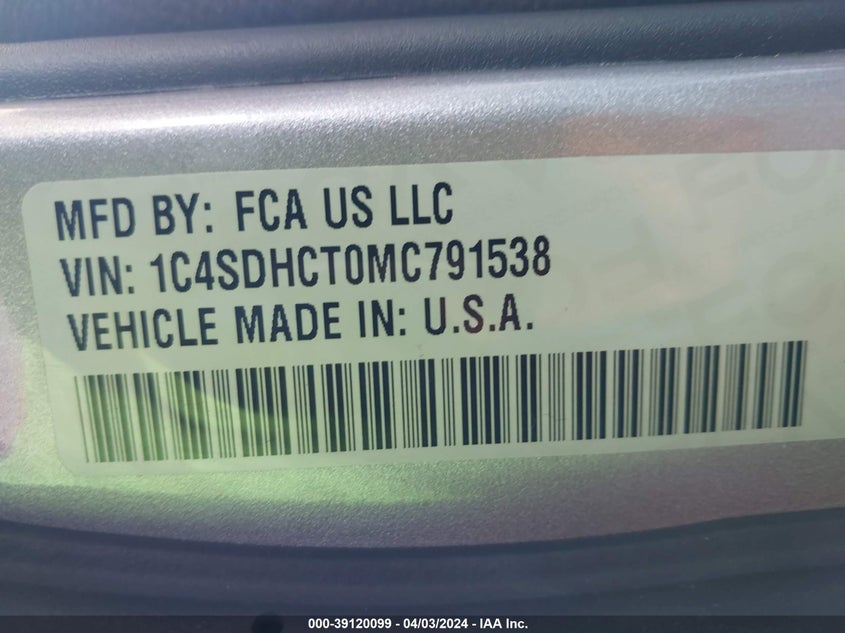 MFD BY: FCA US LLC
VIN: 1C4SDHCT0MC791538
VEHICLE MADE IN: U.S.A.
000-39120099 - 04/03/2024 - IAA Inc.